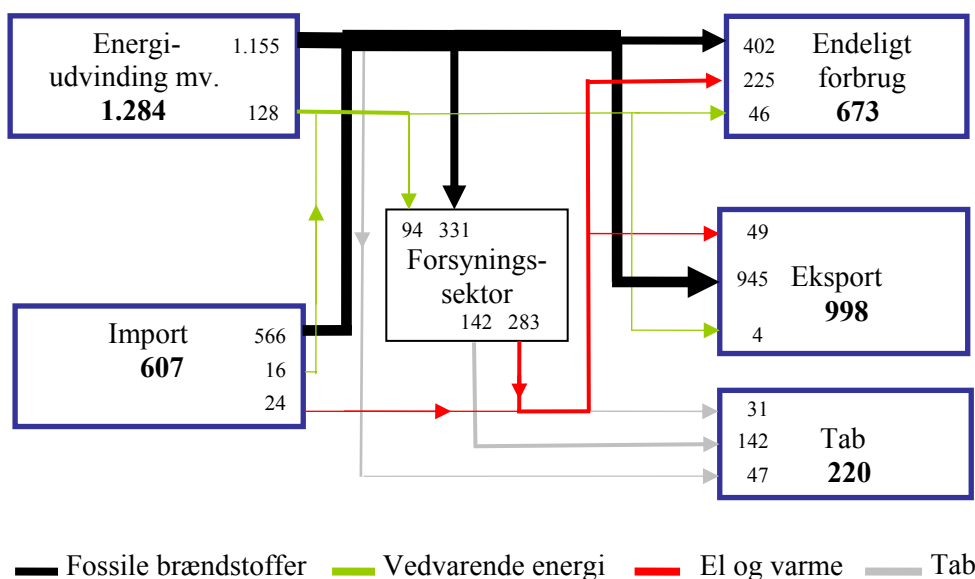 Energi-
udvinding mv.
1.284
1.155
128
Import
607
566
16
24
94 331
Forsynings-
sektor
142 283
402
225
46
Endeligt
forbrug
673
49
945
4
Eksport
998
31
142
47
Tab
220
Fossile brændstoffer Vedvarende energi El og varme Tab